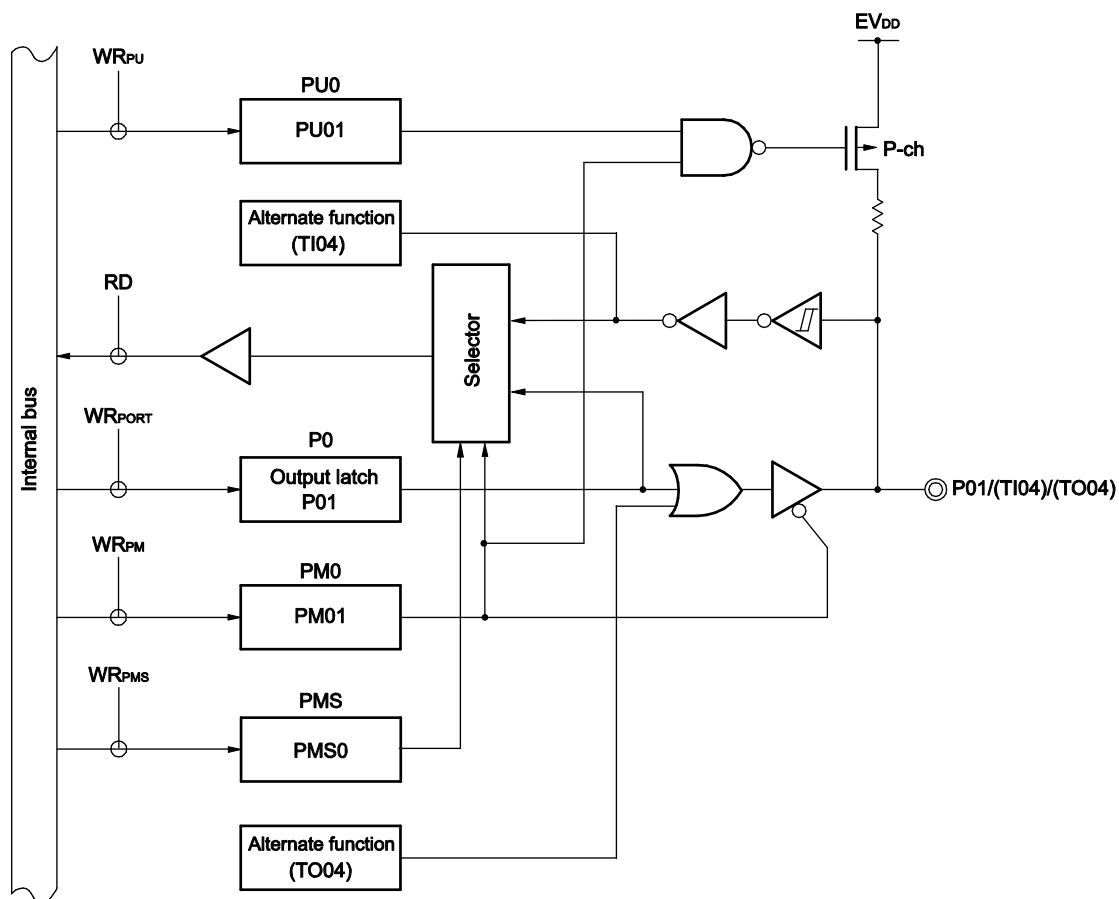 EVDD
WRPU
PU0
PU01
P-ch
Alternate function
(TI04)
RD
Selector
Internal bus
WRPORT
P0
Output latch
P01
P01/(TI04)/(TO04)
WRPM
PM0
PM01
WRPMS
PMS
PMS0
Alternate function
(TO04)